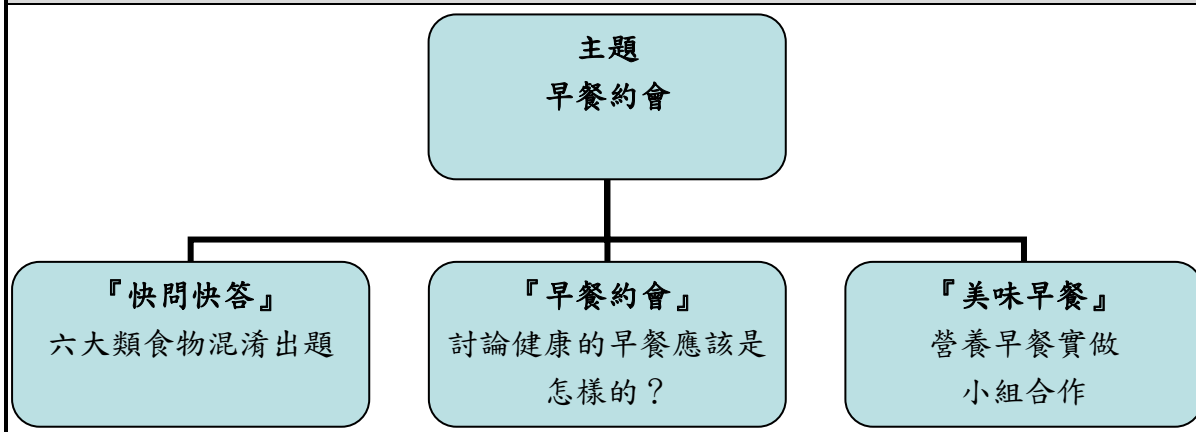 主題
早餐約會
『快問快答』
六大類食物混淆出題
『早餐約會』
討論健康的早餐應該是
怎樣的？
『美味早餐』
營養早餐實做
小組合作